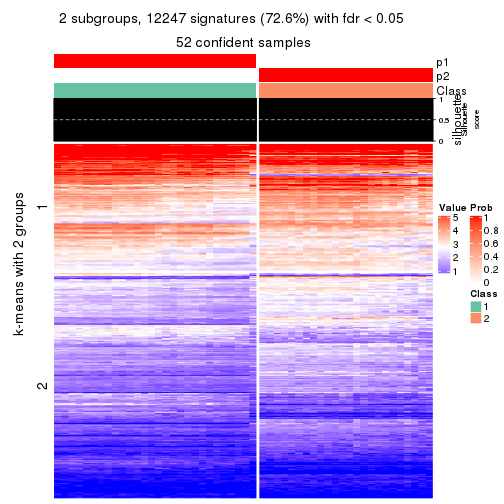 2 subgroups, 12247 signatures (72.6%) with fdr < 0.05
52 confident samples
p1
p2
Class
1
0.5
0
silhouette
Silhouette
score
k-means with 2 groups
1
2
Value
5
4
3
2
1
Prob
1
0.8
0.6
0.4
0.2
0
Class
1
2